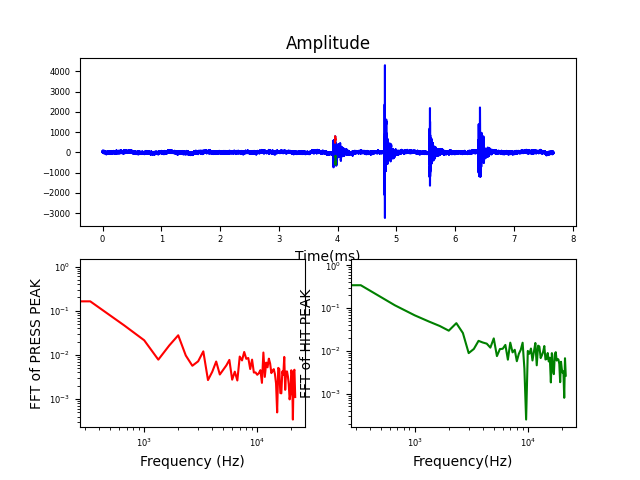 Amplitude
4000
3000
2000
1000
0
−1000
−2000
−3000
0 1 2 3 4 5 6 7 8
Time(ms)
FFT of PRESS PEAK
10⁰
10⁻¹
10⁻²
10⁻³
10³ 10⁴
Frequency (Hz)
FFT of HIT PEAK
10⁰
10⁻¹
10⁻²
10⁻³
10³ 10⁴
Frequency(Hz)